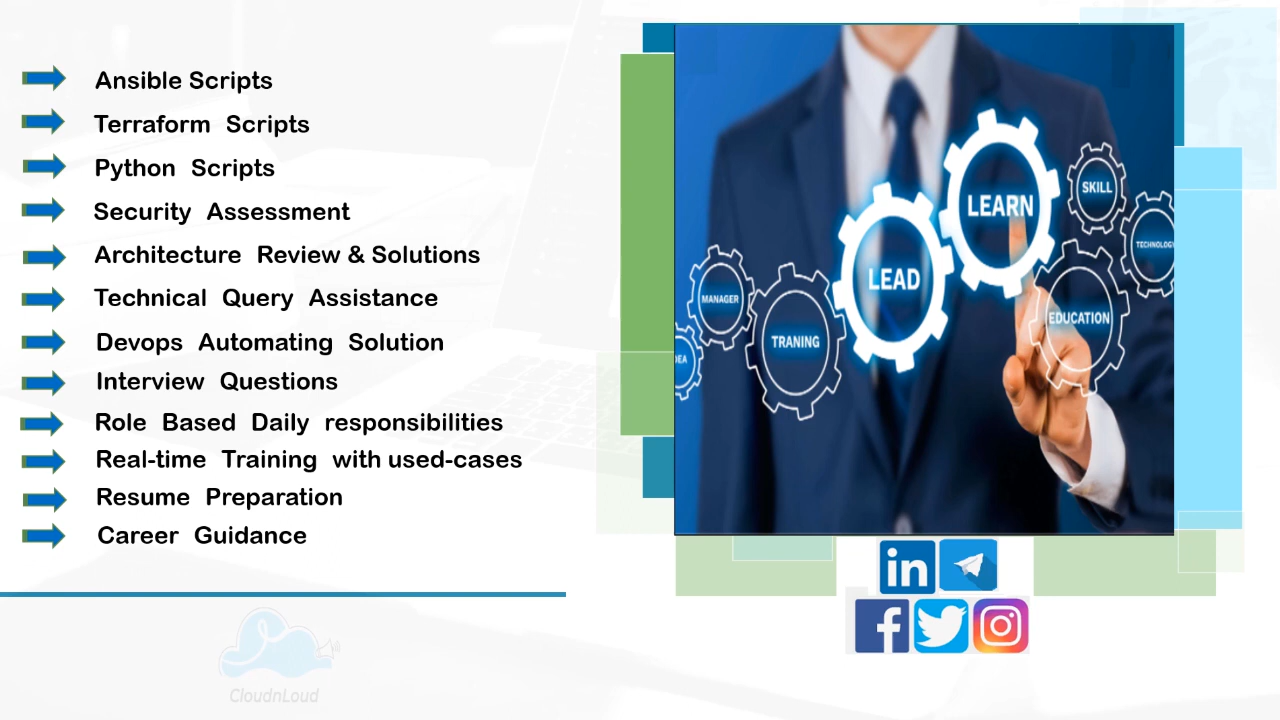 Ansible Scripts
Terraform Scripts
Python Scripts
Security Assessment
Architecture Review & Solutions
Technical Query Assistance
Devops Automating Solution
Interview Questions
Role Based Daily responsibilities
Real-time Training with used-cases
Resume Preparation
Career Guidance
CloudnLoud
LEARN
SKILL
TECHNOLOGY
LEAD
MANAGER
EDUCATION
TRANING
DEA
in